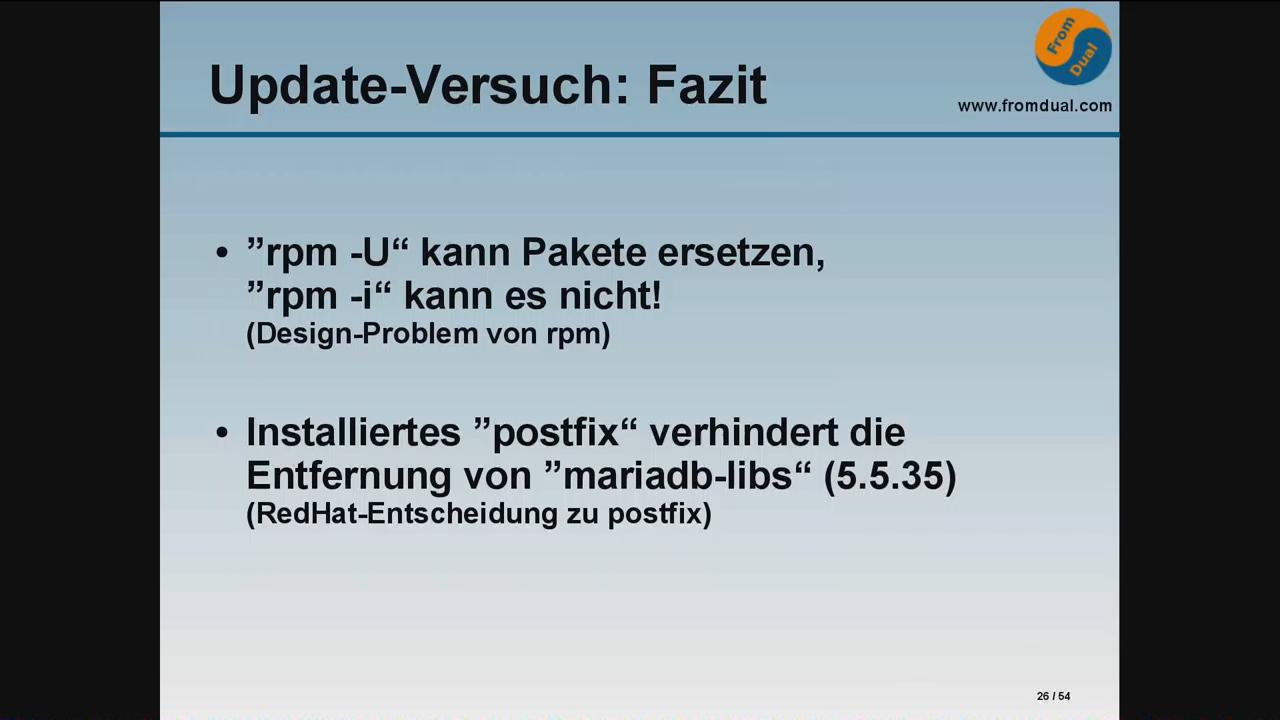 From
Dual
Update-Versuch: Fazit
www.fromdual.com
• ”rpm -U“ kann Pakete ersetzen,
”rpm -i“ kann es nicht!
(Design-Problem von rpm)
• Installiertes ”postfix“ verhindert die
Entfernung von ”mariadb-libs“ (5.5.35)
(RedHat-Entscheidung zu postfix)
26 / 54